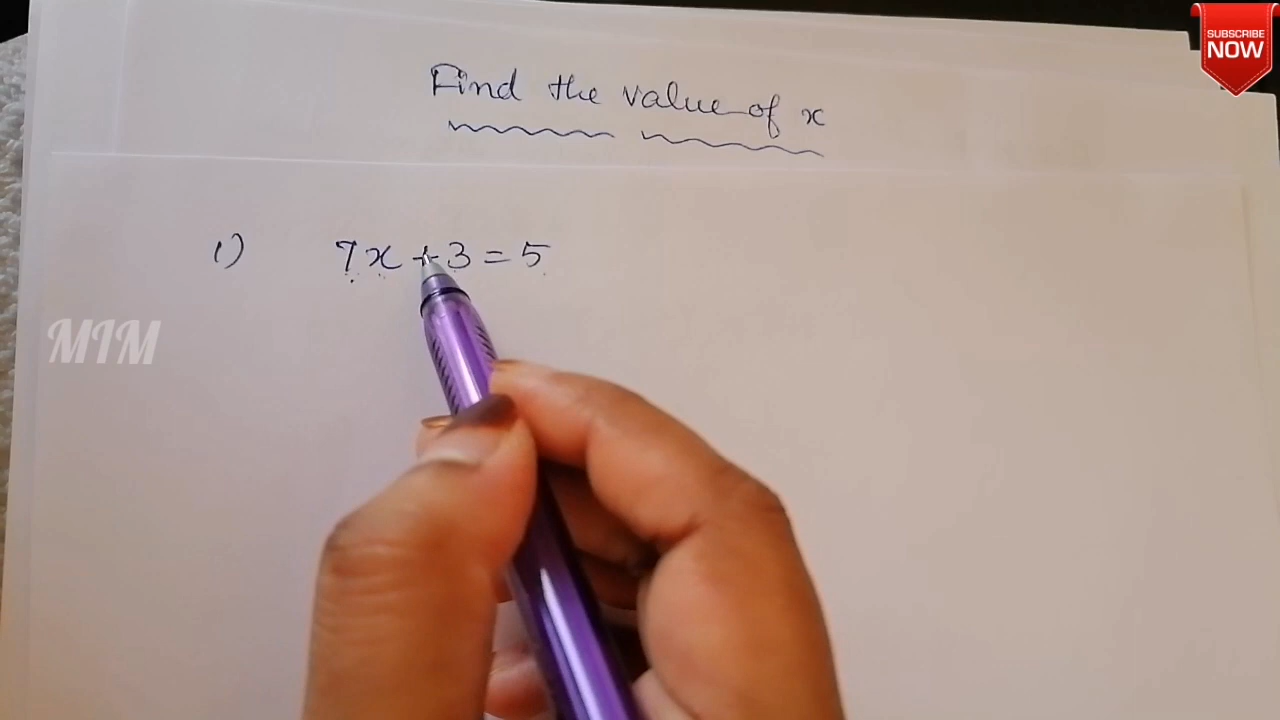 SUBSCRIBE
NOW
Find the value of x
1) 7x + 3 = 5
MIM